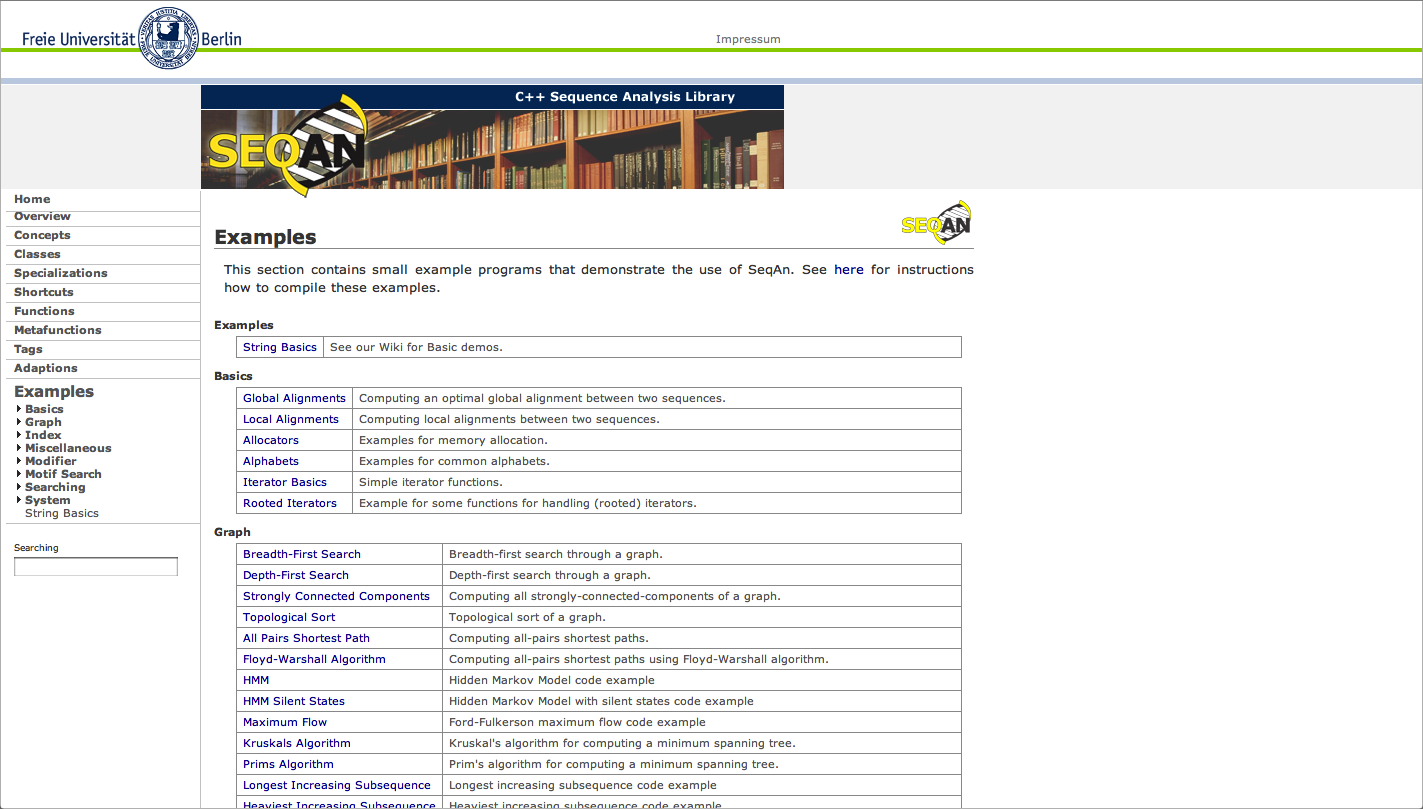 Freie Universität Berlin
Impressum
C++ Sequence Analysis Library
SEQAN
Home
Overview
Concepts
Classes
Specializations
Shortcuts
Functions
Metafunctions
Tags
Adaptions
Examples
Basics
Graph
Index
Miscellaneous
Modifier
Motif Search
Searching
System
String Basics
Searching
SEQAN
Examples
This section contains small example programs that demonstrate the use of SeqAn. See here for instructions
how to compile these examples.
Examples
String Basics See our Wiki for Basic demos.
Basics
Global Alignments Computing an optimal global alignment between two sequences.
Local Alignments Computing local alignments between two sequences.
Allocators Examples for memory allocation.
Alphabets Examples for common alphabets.
Iterator Basics Simple iterator functions.
Rooted Iterators Example for some functions for handling (rooted) iterators.
Graph
Breadth-First Search Breadth-first search through a graph.
Depth-First Search Depth-first search through a graph.
Strongly Connected Components Computing all strongly-connected-components of a graph.
Topological Sort Topological sort of a graph.
All Pairs Shortest Path Computing all-pairs shortest paths.
Floyd-Warshall Algorithm Computing all-pairs shortest paths using Floyd-Warshall algorithm.
HMM Hidden Markov Model code example
HMM Silent States Hidden Markov Model with silent states code example
Maximum Flow Ford-Fulkerson maximum flow code example
Kruskals Algorithm Kruskal's algorithm for computing a minimum spanning tree.
Prims Algorithm Prim's algorithm for computing a minimum spanning tree.
Longest Increasing Subsequence Longest increasing subsequence code example
Heaviest Increasing Subsequence Heaviest increasing subsequence code example